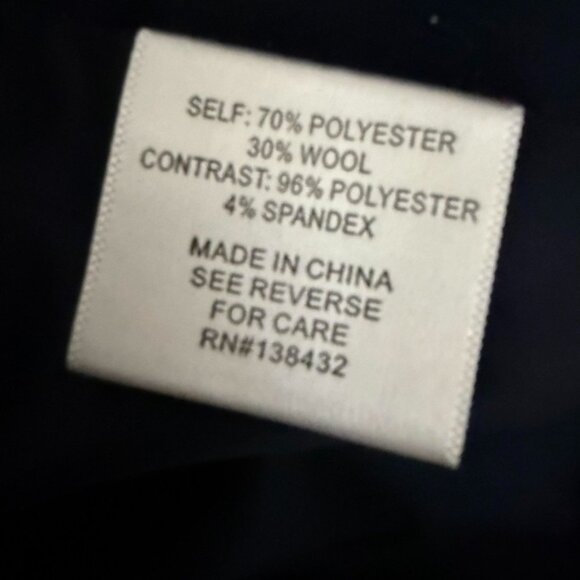 SELF: 70% POLYESTER
30% WOOL
CONTRAST: 96% POLYESTER
4% SPANDEX
MADE IN CHINA
SEE REVERSE
FOR CARE
RN#138432